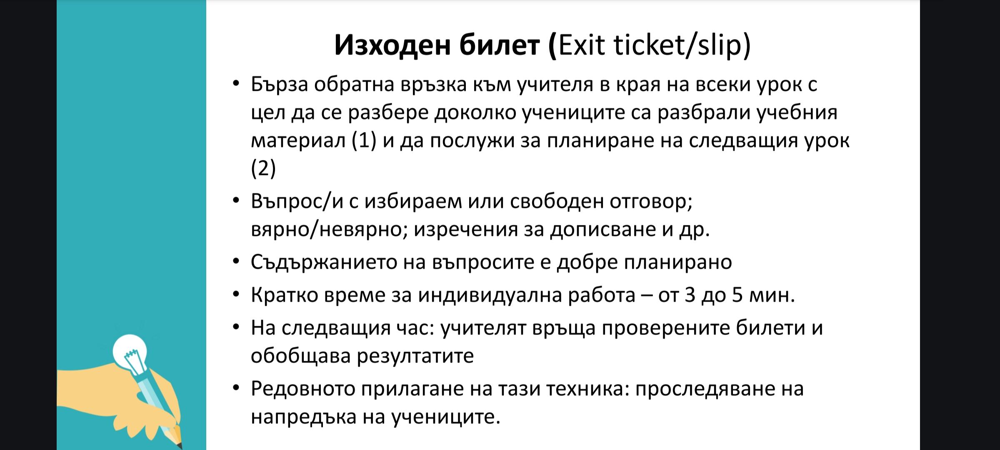 Изходен билет (Exit ticket/slip)
• Бърза обратна връзка към учителя в края на всеки урок с
цел да се разбере доколко учениците са разбрали учебния
материал (1) и да послужи за планиране на следващия урок
(2)
• Въпрос/и с избираем или свободен отговор;
вярно/невярно; изречения за дописване и др.
• Съдържанието на въпросите е добре планирано
• Кратко време за индивидуална работа – от 3 до 5 мин.
• На следващия час: учителят връща проверените билети и
обобщава резултатите
• Редовното прилагане на тази техника: проследяване на
напредъка на учениците.